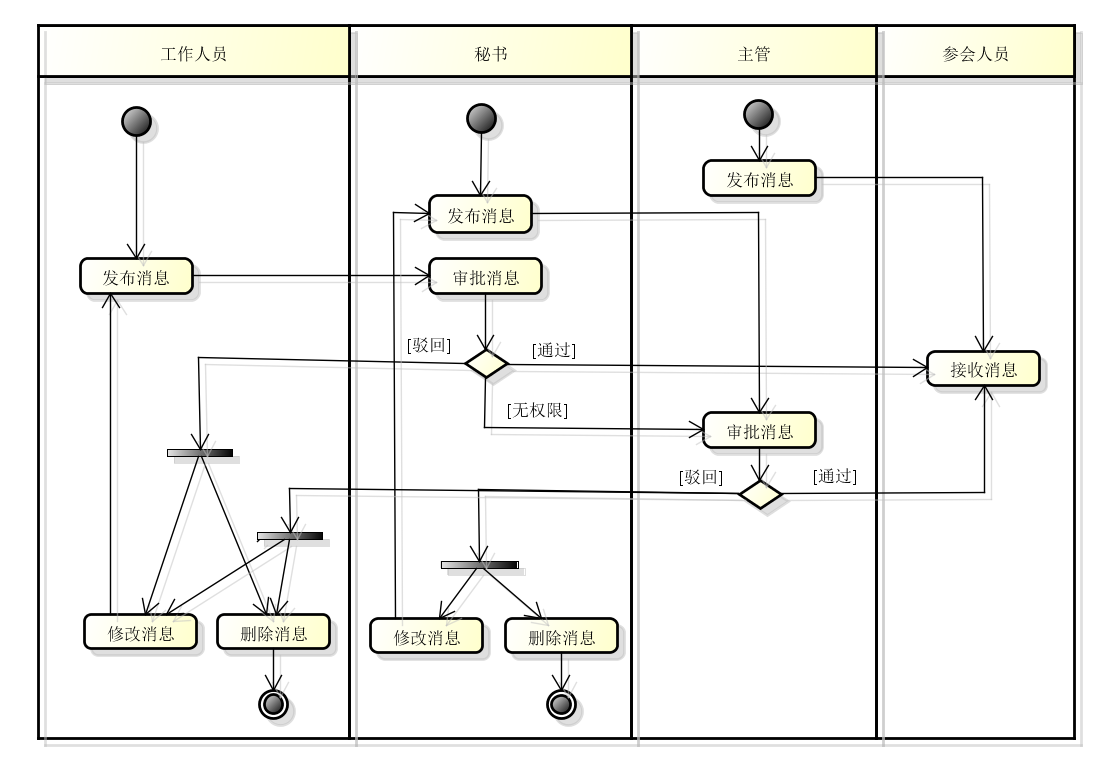 工作人员
秘书
主管
参会人员
发布消息
发布消息
发布消息
审批消息
[驳回]
[通过]
接收消息
[无权限]
审批消息
[驳回]
[通过]
修改消息
删除消息
修改消息
删除消息